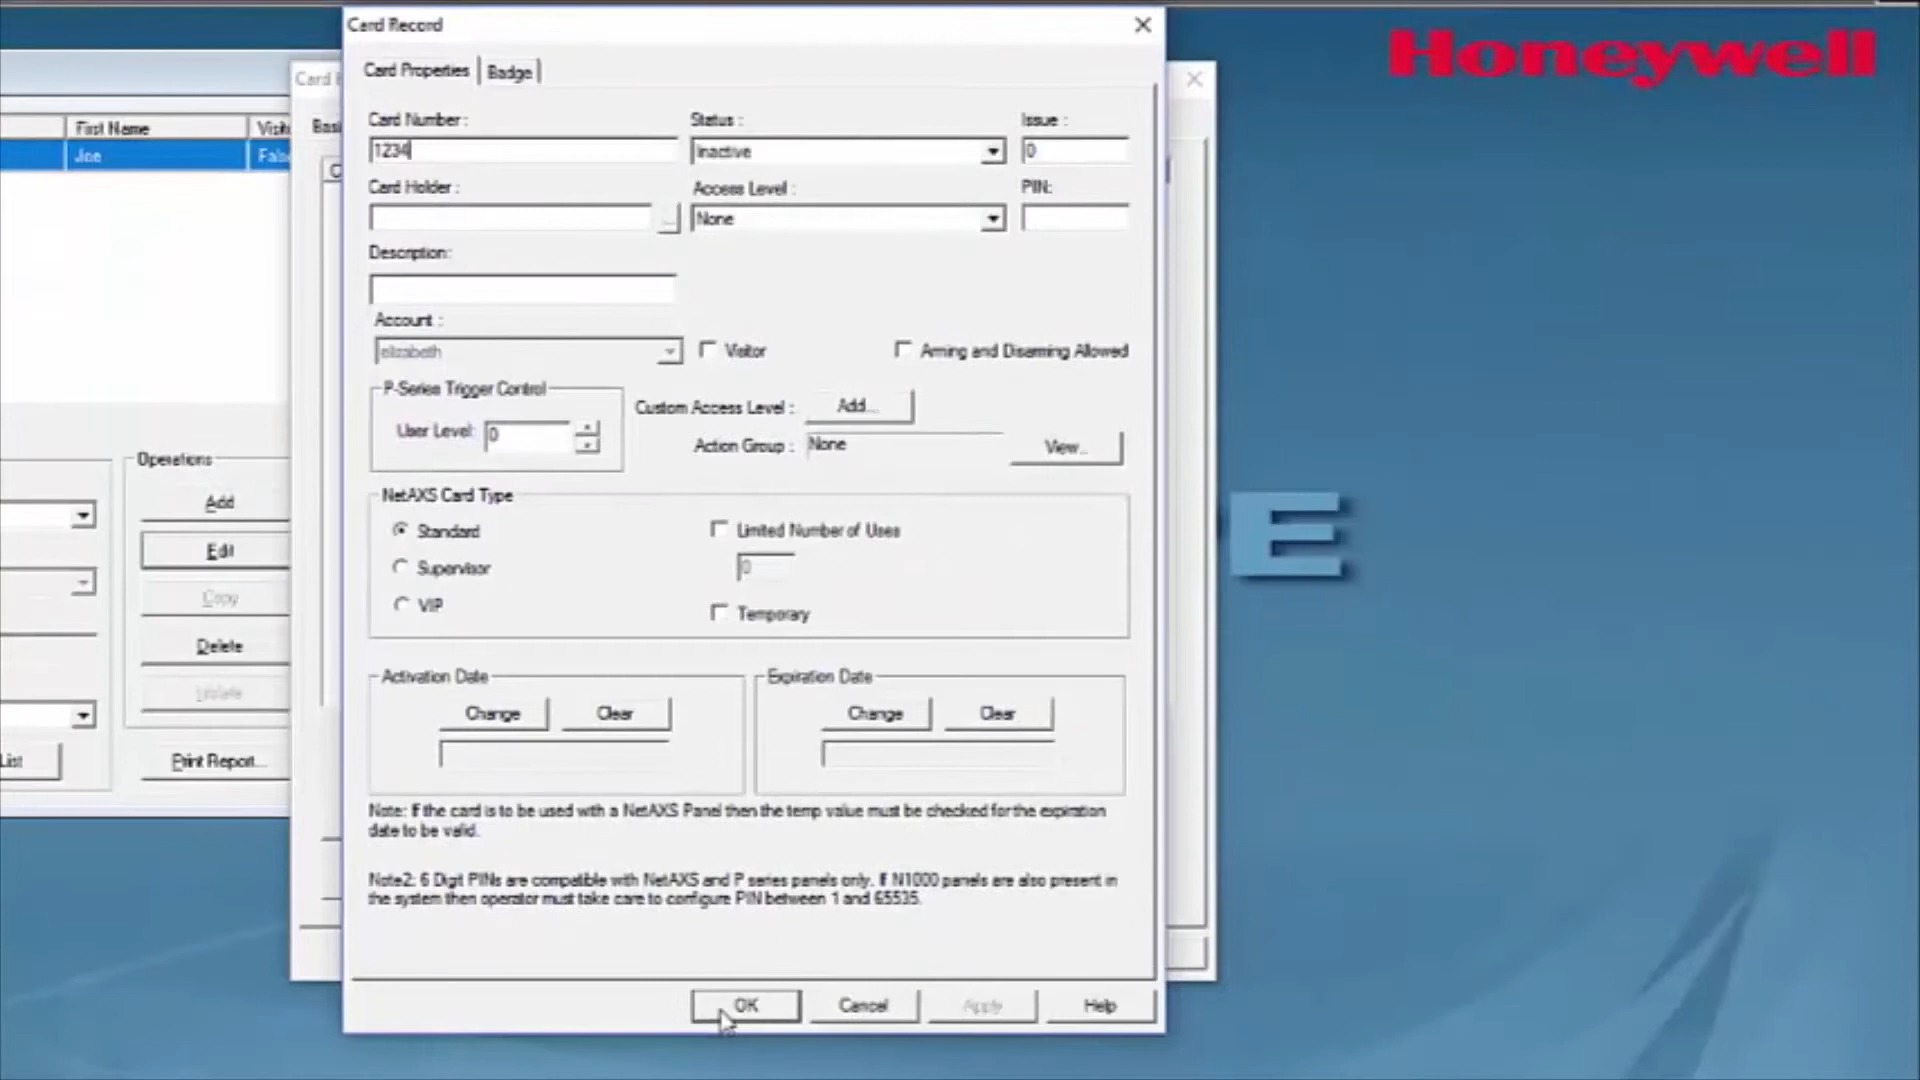 Card Record
Honeywell
Card Properties
Badge
Card
First Name
Joe
Card Number :
Status :
Issue :
1234
Inactive
0
Card Holder :
Access Level :
PIN:
...
None
Description:
Account :
elizabeth
Visitor
Arming and Disarming Allowed
P-Series Trigger Control
User Level:
0
Custom Access Level :
Add...
Action Group :
None
View...
Operations
Add
Edit
Copy
Delete
Print Report...
List
NetAXS Card Type
Standard
Limited Number of Uses
Supervisor
0
VIP
Temporary
E
Activation Date
Expiration Date
Change
Clear
Change
Clear
Note: If the card is to be used with a NetAXS Panel then the temp value must be checked for the expiration
date to be valid.
Note2: 6 Digit PINs are compatible with NetAXS and P series panels only. If N1000 panels are also present in
the system then operator must take care to configure PIN between 1 and 65535.
OK
Cancel
Apply
Help